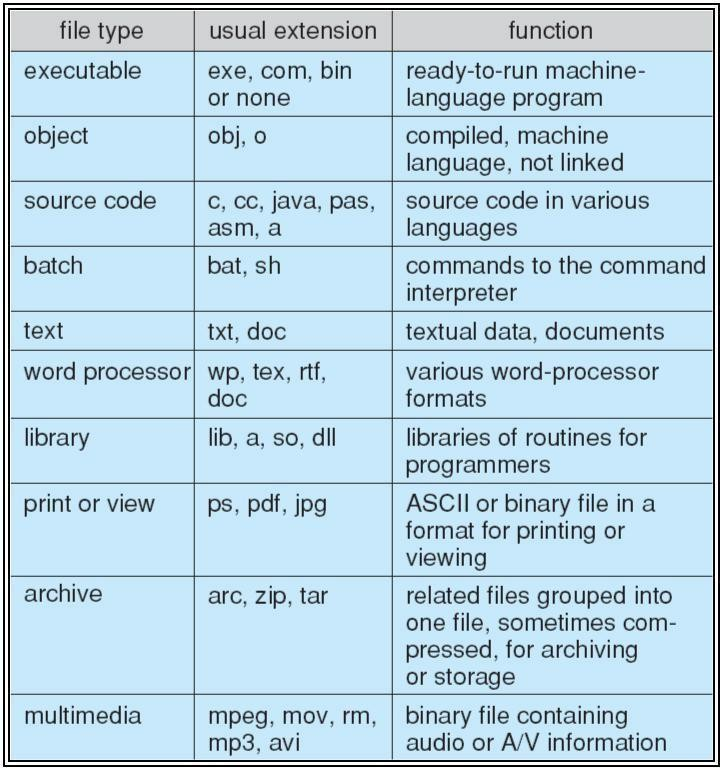 file type usual extension function
executable exe, com, bin ready-to-run machine-
or none language program
object obj, o compiled, machine
language, not linked
source code c, cc, java, pas, source code in various
asm, a languages
batch bat, sh commands to the command
interpreter
text txt, doc textual data, documents
word processor wp, tex, rtf, various word-processor
doc formats
library lib, a, so, dll libraries of routines for
programmers
print or view ps, pdf, jpg ASCII or binary file in a
format for printing or
viewing
archive arc, zip, tar related files grouped into
one file, sometimes com-
pressed, for archiving
or storage
multimedia mpeg, mov, rm, binary file containing
mp3, avi audio or A/V information